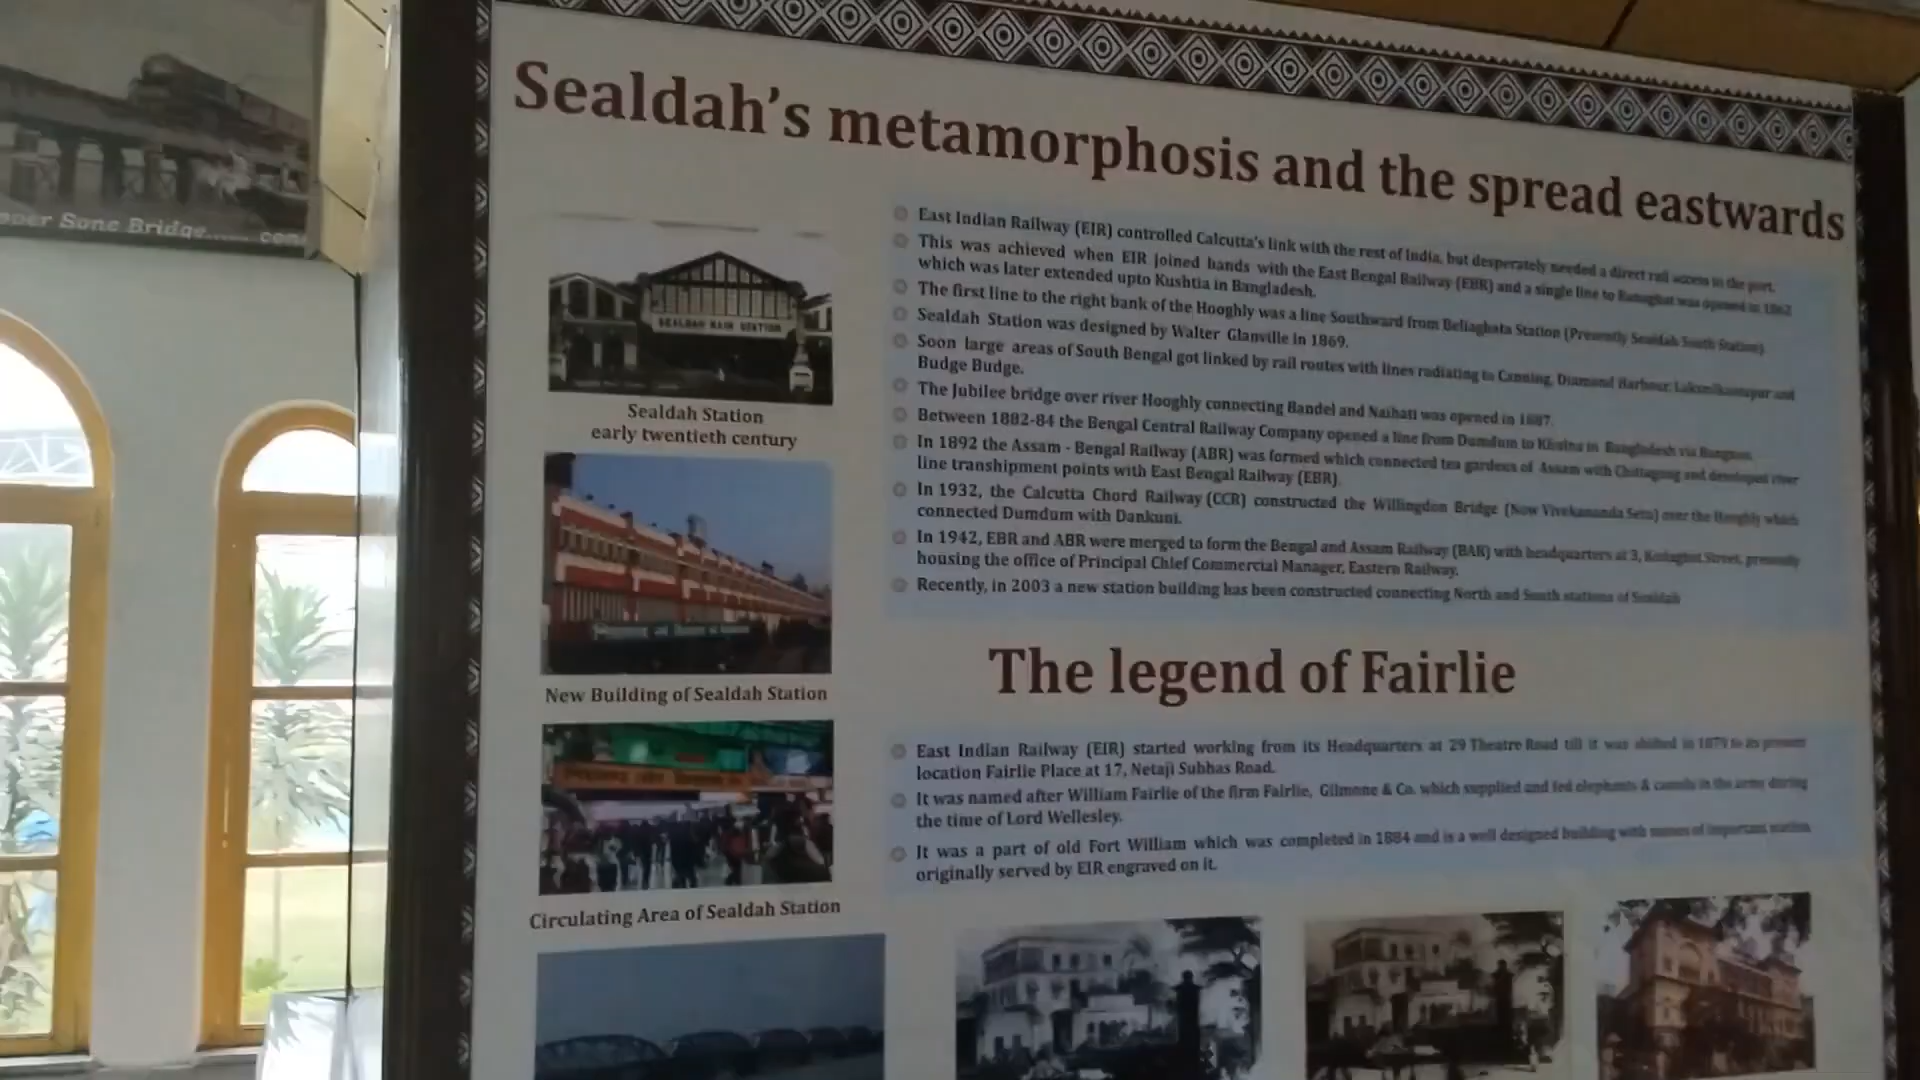 Sone Bridge......
Sealdah's metamorphosis and the spread eastwards
SEALDAH MAIN STATION
Sealdah Station
early twentieth century
New Building of Sealdah Station
Circulating Area of Sealdah Station
East Indian Railway (EIR) controlled Calcutta's link with the rest of India, but desperately needed a direct rail access to the port.
This was achieved when EIR joined hands with the East Bengal Railway (EBR) and a single line to Ranaghat was opened in 1862
which was later extended upto Kushtia in Bangladesh.
The first line to the right bank of the Hooghly was a line Southward from Beliaghata Station (Presently Sealdah South Station)
Sealdah Station was designed by Walter Glanville in 1869.
Soon large areas of South Bengal got linked by rail routes with lines radiating to Canning, Diamond Harbour, Lakshmikantapur and
Budge Budge.
The Jubilee bridge over river Hooghly connecting Bandel and Naihati was opened in 1887.
Between 1882-84 the Bengal Central Railway Company opened a line from Dumdum to Khulna in Bangladesh via Bangaon.
In 1892 the Assam - Bengal Railway (ABR) was formed which connected tea gardens of Assam with Chittagong and developed river
line transhipment points with East Bengal Railway (EBR).
In 1932, the Calcutta Chord Railway (CCR) constructed the Willingdon Bridge (Now Vivekananda Setu) over the Hooghly which
connected Dumdum with Dankuni.
In 1942, EBR and ABR were merged to form the Bengal and Assam Railway (BAR) with headquarters at 3, Koilaghat Street, presently
housing the office of Principal Chief Commercial Manager, Eastern Railway.
Recently, in 2003 a new station building has been constructed connecting North and South stations of Sealdah
The legend of Fairlie
East Indian Railway (EIR) started working from its Headquarters at 29 Theatre Road till it was shifted in 1879 to its present
location Fairlie Place at 17, Netaji Subhas Road.
It was named after William Fairlie of the firm Fairlie, Gilmone & Co. which supplied and fed elephants & camels in the army during
the time of Lord Wellesley.
It was a part of old Fort William which was completed in 1884 and is a well designed building with names of important station
originally served by EIR engraved on it.